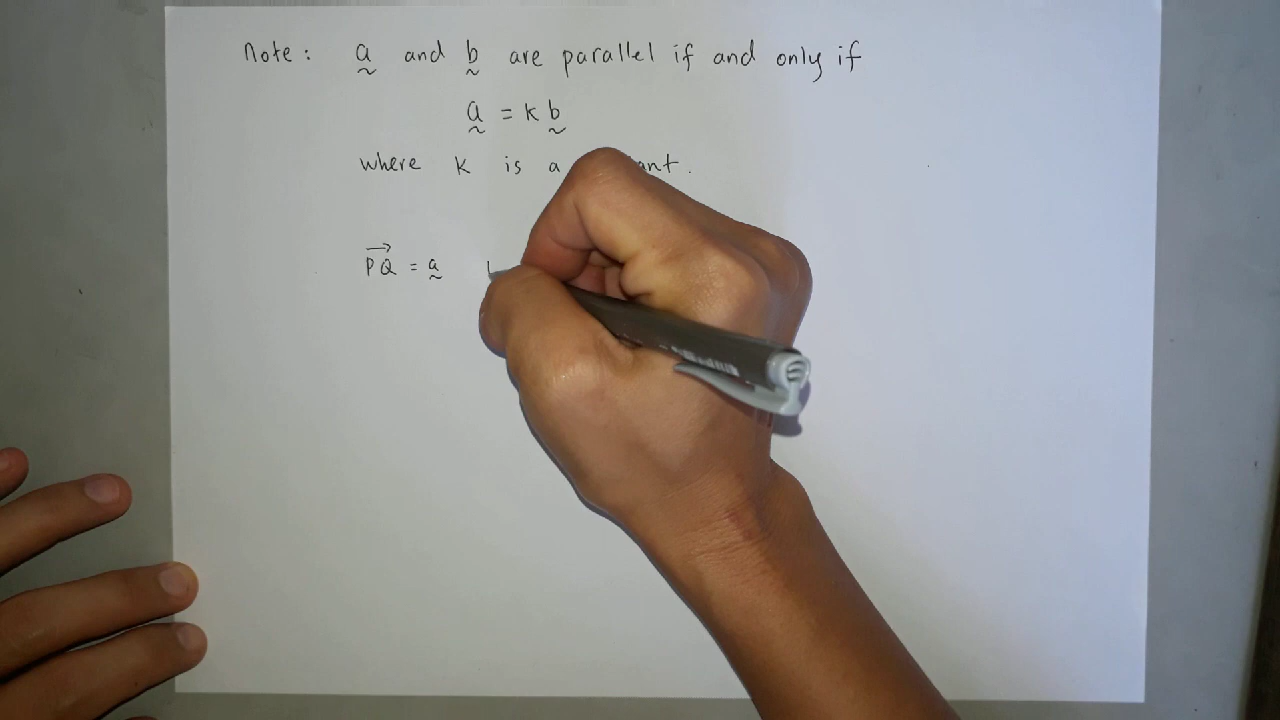 Note: a and b are parallel if and only if
a = k b
where k is a
PQ = a